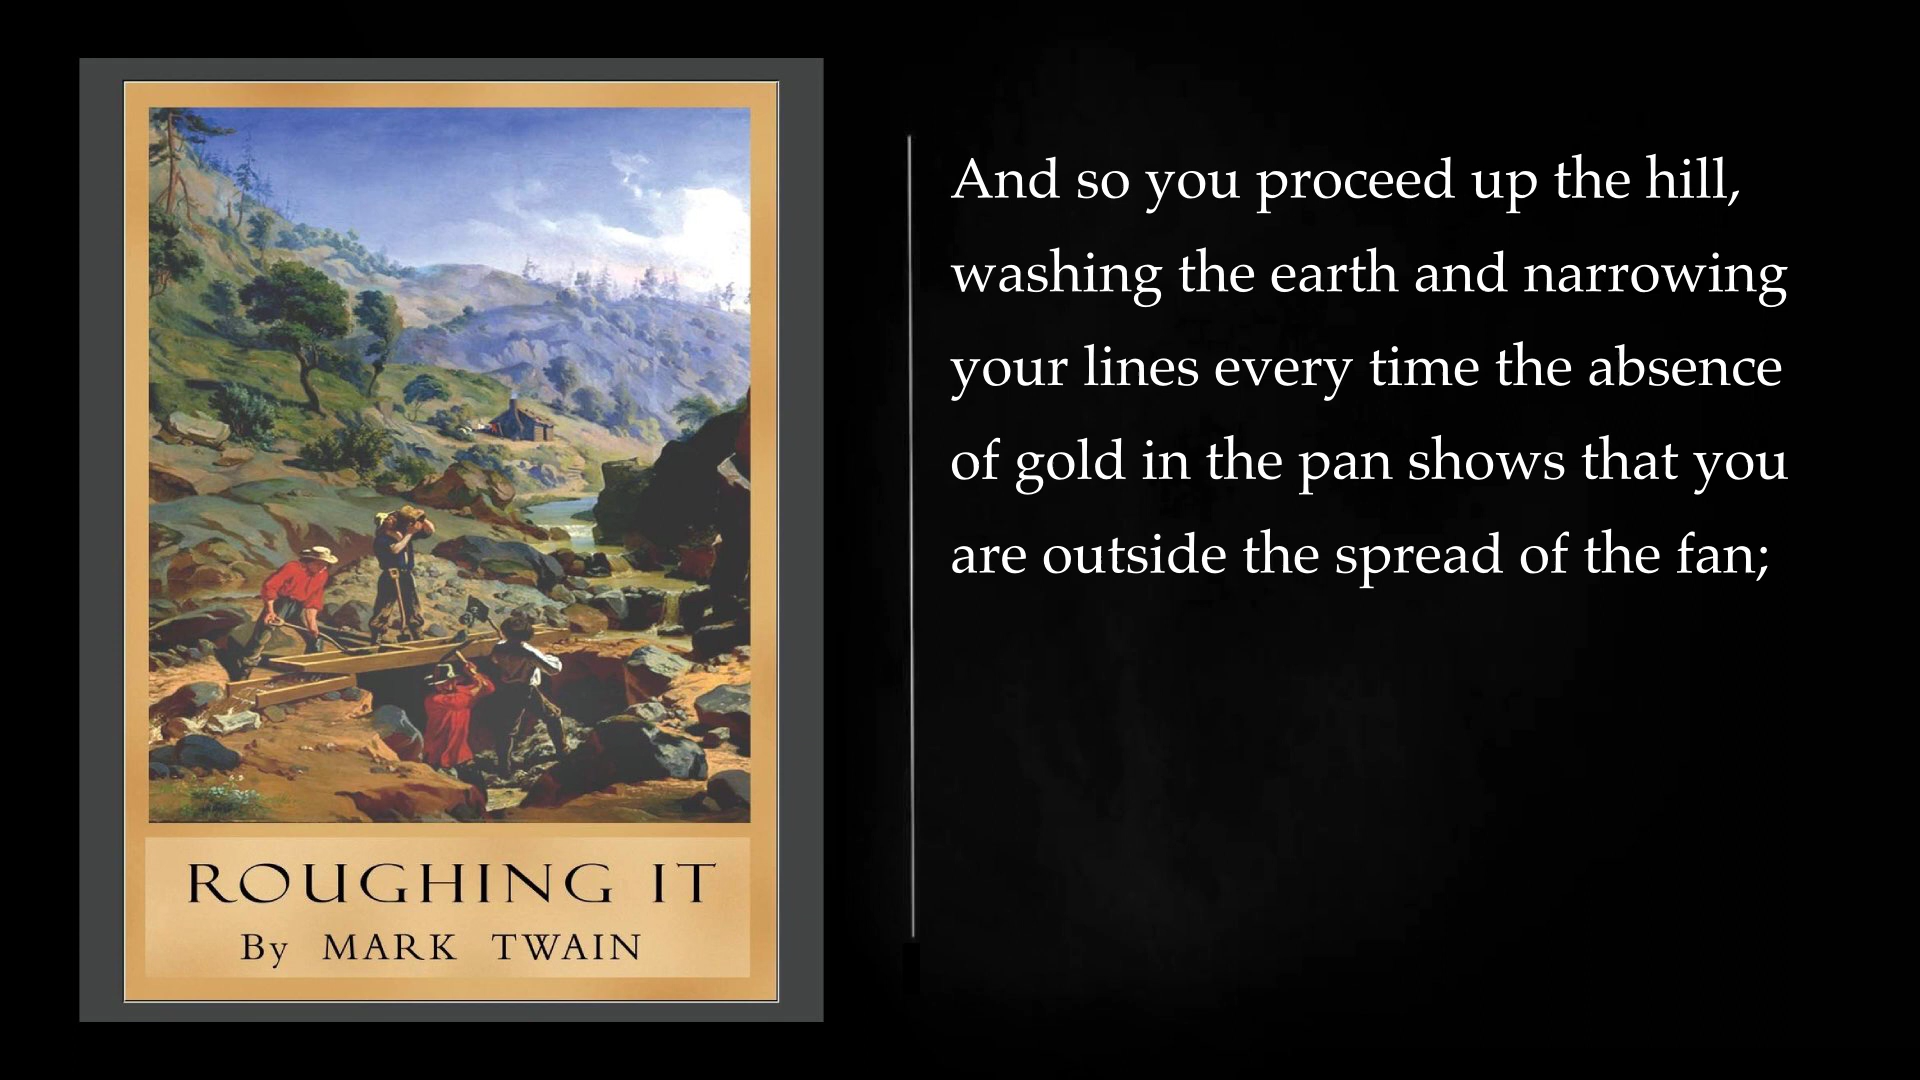 ROUGHING IT
By MARK TWAIN
And so you proceed up the hill,
washing the earth and narrowing
your lines every time the absence
of gold in the pan shows that you
are outside the spread of the fan;